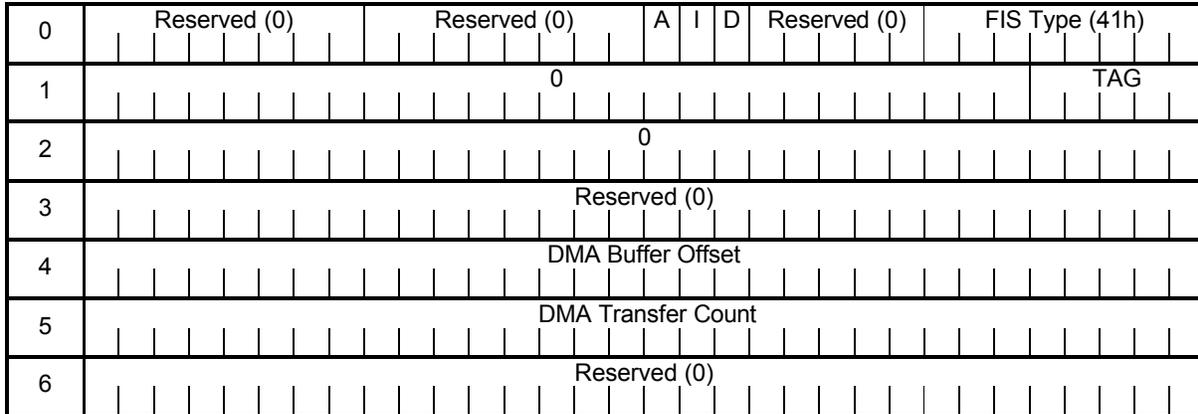 0 Reserved (0) Reserved (0) A I D Reserved (0) FIS Type (41h)
1 0 TAG
2 0
3 Reserved (0)
4 DMA Buffer Offset
5 DMA Transfer Count
6 Reserved (0)